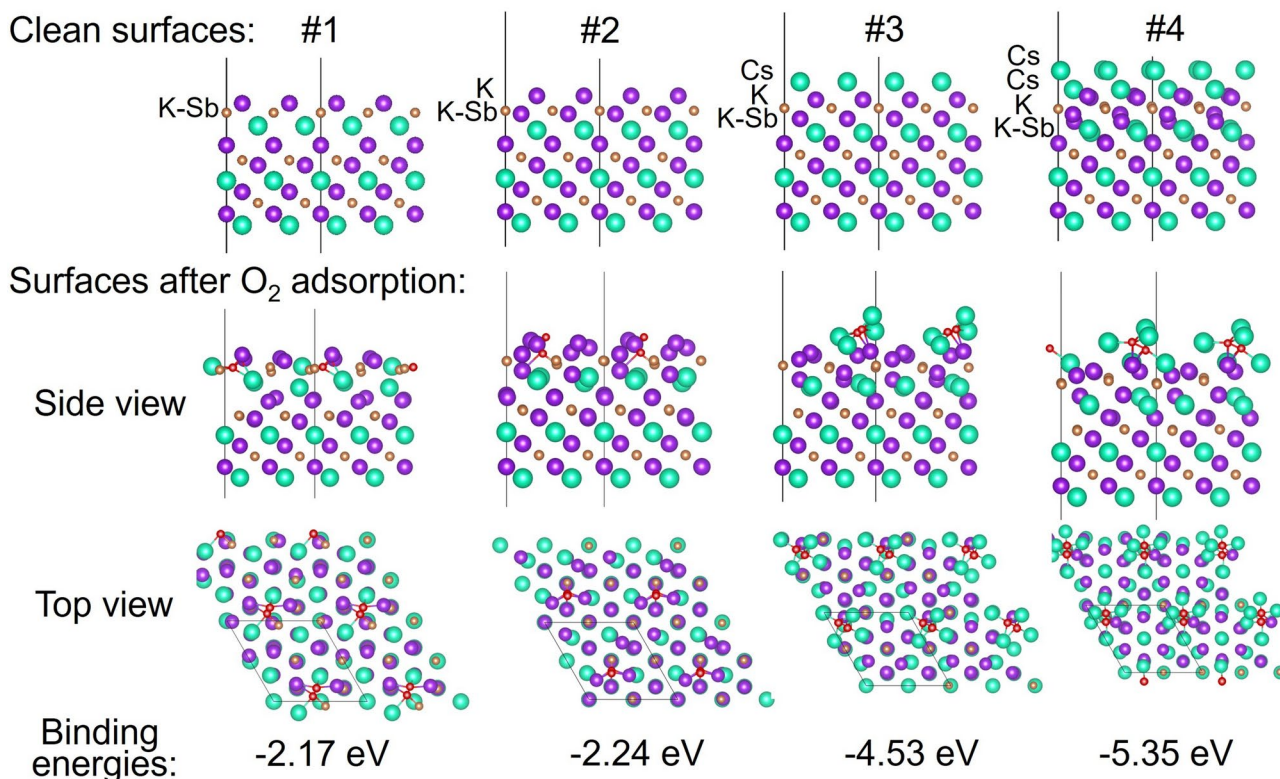 Clean surfaces: #1 #2 #3 #4
K-Sb
K
K-Sb
Cs
K
K-Sb
Cs
Cs
K
K-Sb
Surfaces after O₂ adsorption:
Side view
Top view
Binding
energies: -2.17 eV -2.24 eV -4.53 eV -5.35 eV